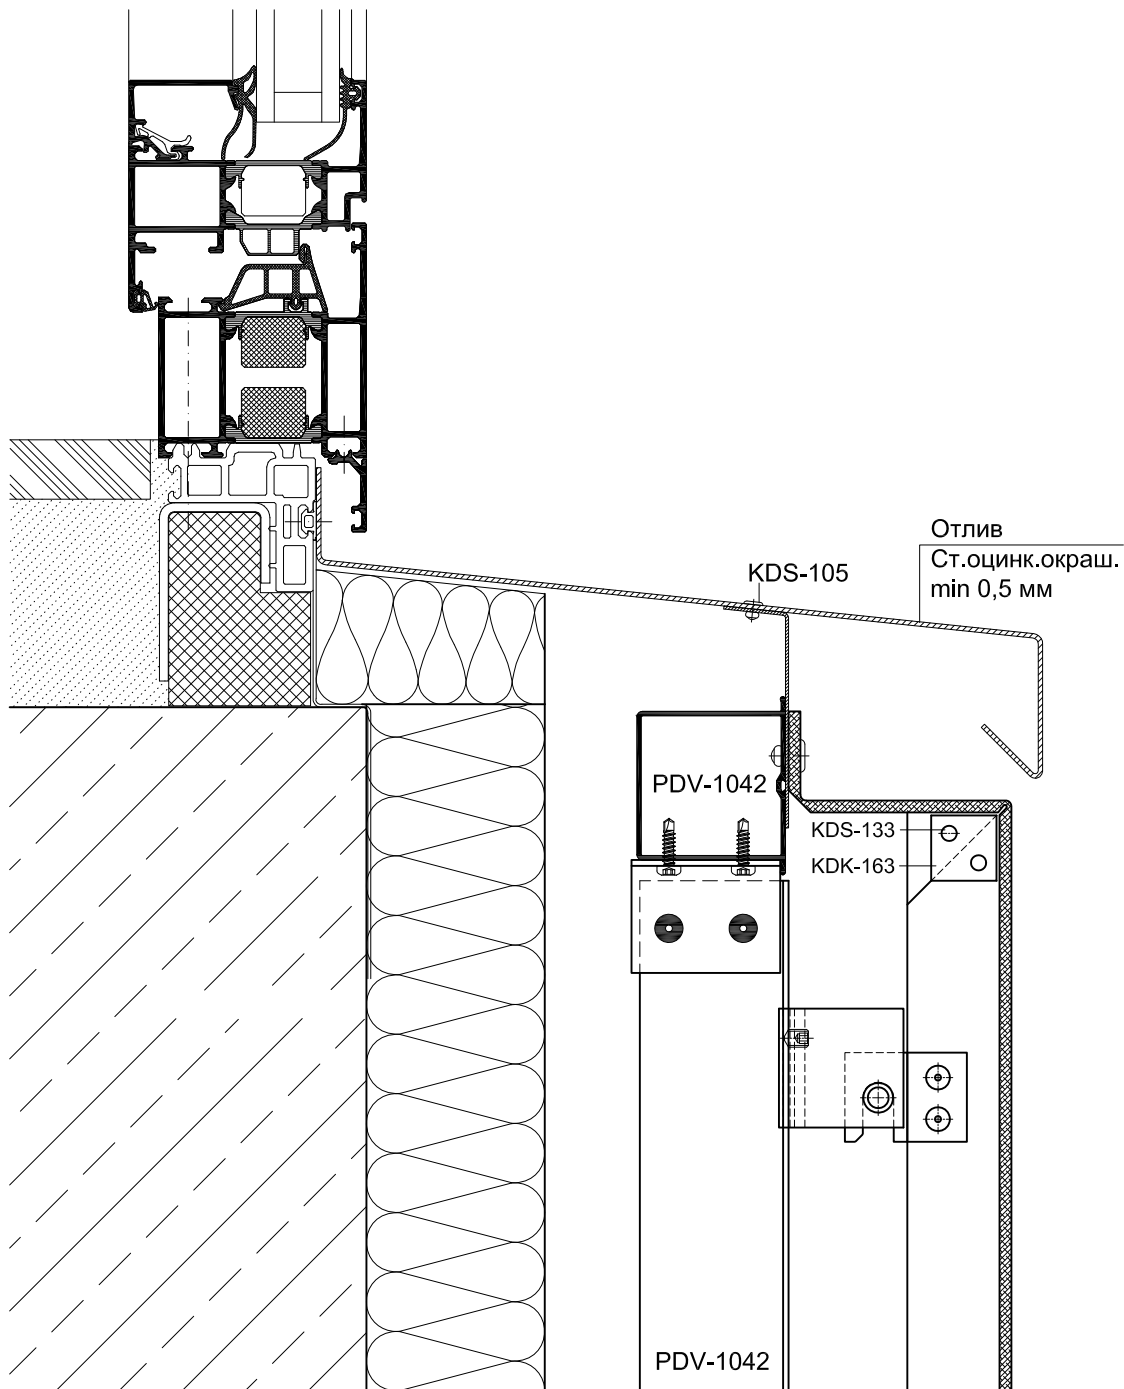 Отлив
Ст.оцинк.окраш.
min 0,5 мм
KDS-105
PDV-1042
KDS-133
KDK-163
PDV-1042